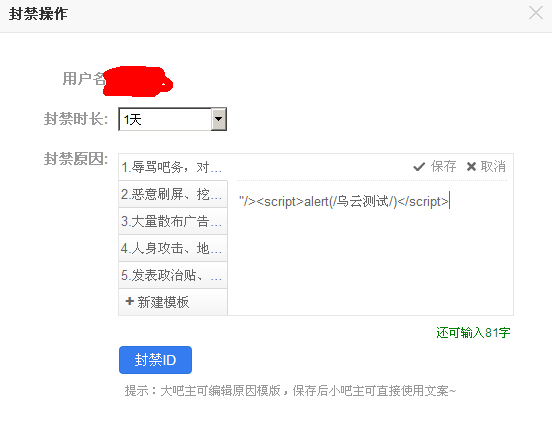 封禁操作
用户名
封禁时长: 1天
封禁原因:
1.辱骂吧务，对...
✔ 保存 ✖ 取消
2.恶意刷屏、挖...
"/><script>alert(/乌云测试/)</script>
3.大量散布广告...
4.人身攻击、地...
5.发表政治贴、...
+ 新建模板
还可输入81字
封禁ID
提示：大吧主可编辑原因模版，保存后小吧主可直接使用文案~